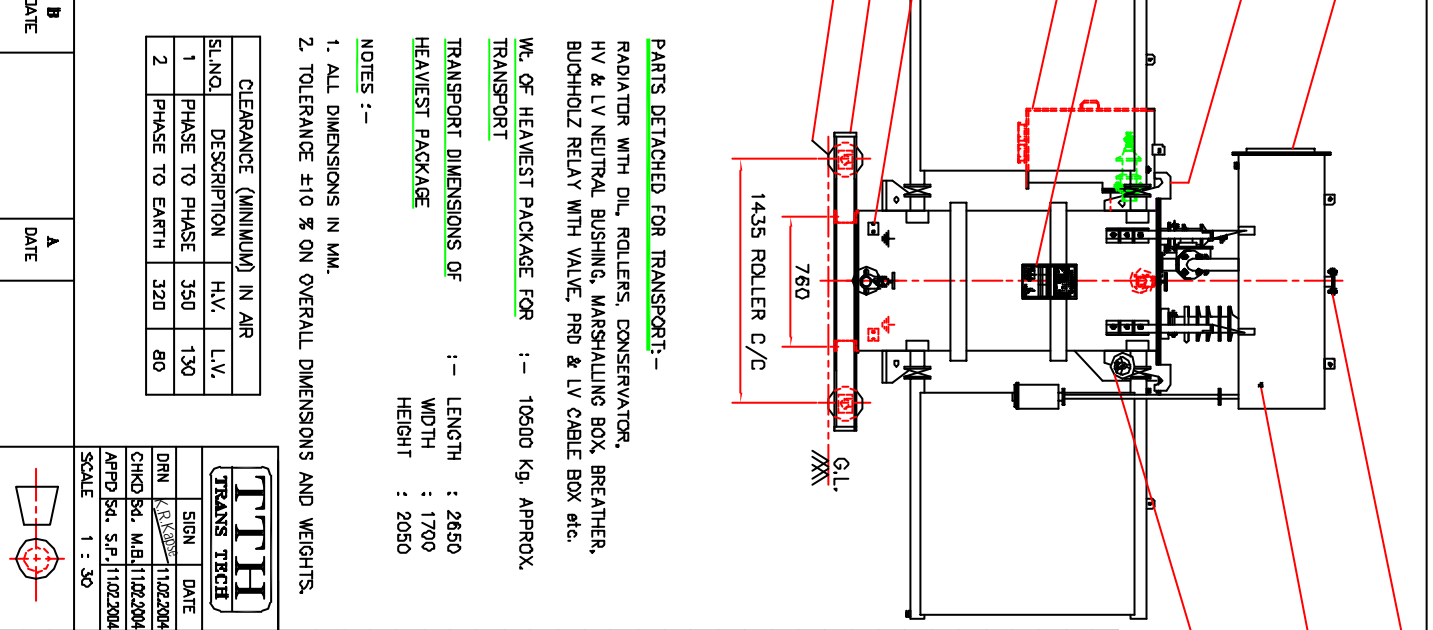 1435 ROLLER C/C
760
G.L.
PARTS DETACHED FOR TRANSPORT:-
RADIATOR WITH OIL, ROLLERS, CONSERVATOR,
HV & LV NEUTRAL BUSHING, MARSHALLING BOX, BREATHER,
BUCHHOLZ RELAY WITH VALVE, PRD & LV CABLE BOX etc.
Wt. OF HEAVIEST PACKAGE FOR :- 10500 Kg. APPROX.
TRANSPORT
TRANSPORT DIMENSIONS OF :- LENGTH : 2650
HEAVIEST PACKAGE WIDTH : 1700
HEIGHT : 2050
NOTES :-
1. ALL DIMENSIONS IN MM.
2. TOLERANCE ±10 % ON OVERALL DIMENSIONS AND WEIGHTS.
CLEARANCE (MINIMUM) IN AIR
SL.NO. DESCRIPTION H.V. L.V.
1 PHASE TO PHASE 350 130
2 PHASE TO EARTH 320 80
TTH
TRANS TECH
SIGN DATE
DRN K.R.Kapse 11.02.2004
CHKD Sd. M.B. 11.02.2004
APPD Sd. S.P. 11.02.2004
SCALE 1 : 30
B
DATE
A
DATE